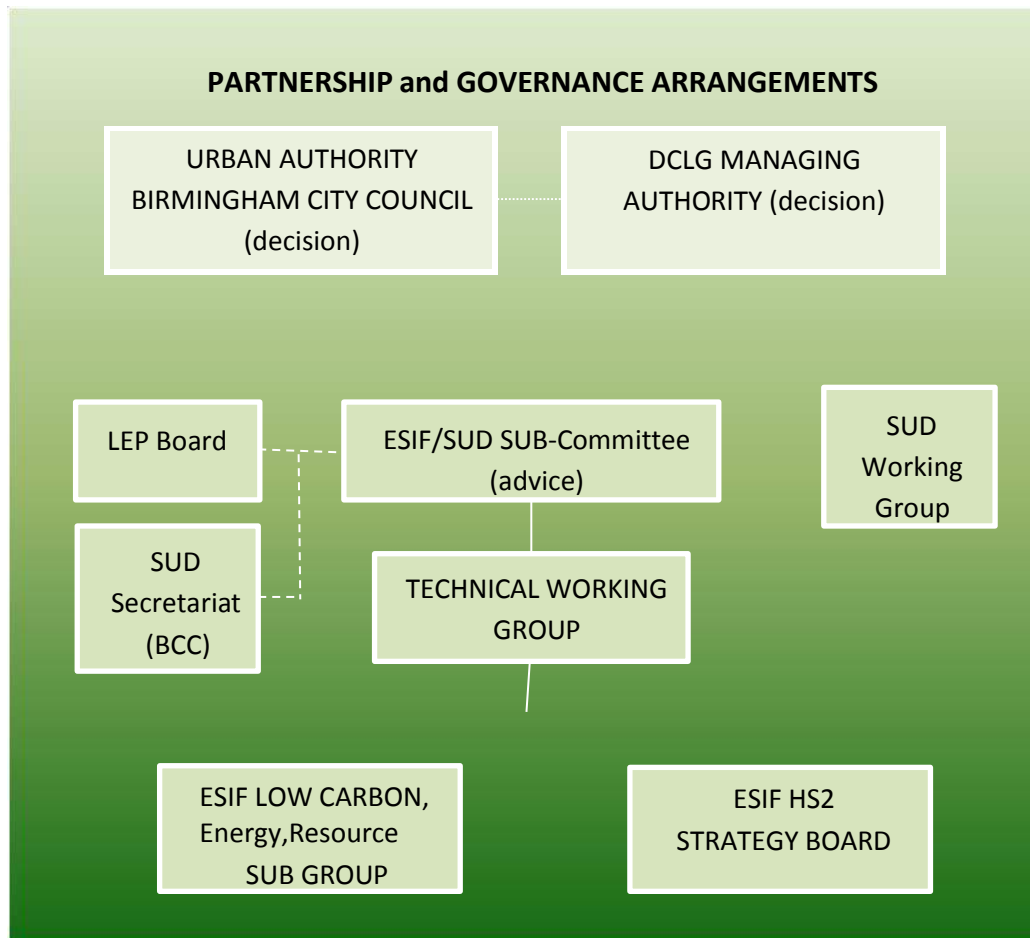 PARTNERSHIP and GOVERNANCE ARRANGEMENTS
URBAN AUTHORITY
BIRMINGHAM CITY COUNCIL
(decision)
DCLG MANAGING
AUTHORITY (decision)
LEP Board
ESIF/SUD SUB-Committee
(advice)
SUD
Working
Group
SUD
Secretariat
(BCC)
TECHNICAL WORKING
GROUP
ESIF LOW CARBON,
Energy,Resource
SUB GROUP
ESIF HS2
STRATEGY BOARD